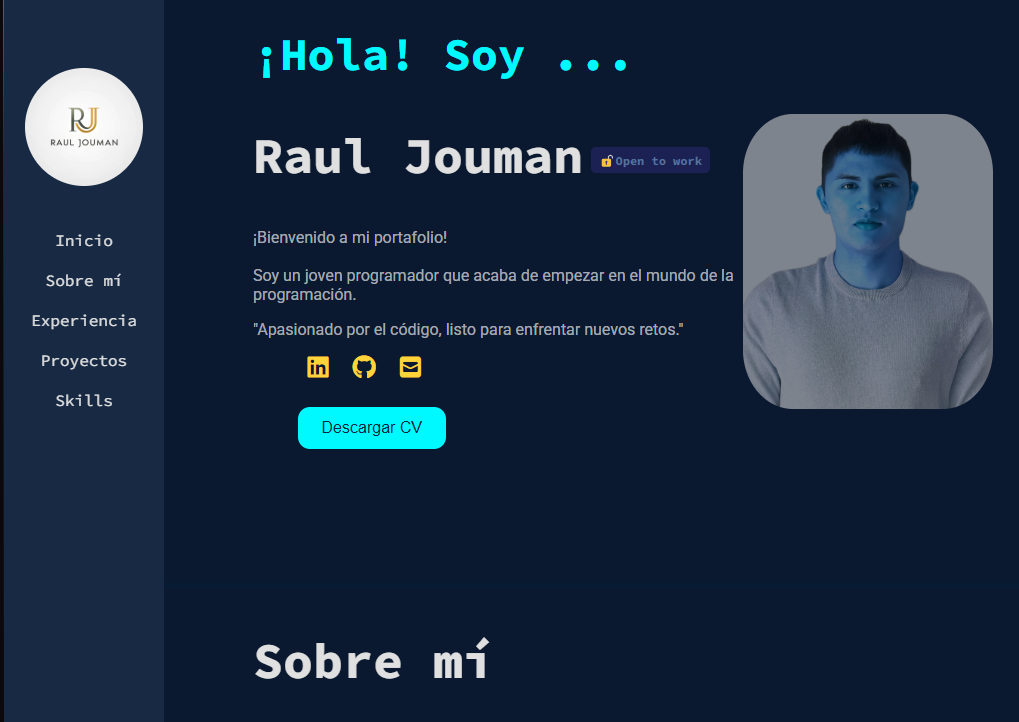 RJ
RAUL JOUMAN
Inicio
Sobre mí
Experiencia
Proyectos
Skills
¡Hola! Soy ...
Raul Jouman
Open to work
¡Bienvenido a mi portafolio!
Soy un joven programador que acaba de empezar en el mundo de la
programación.
"Apasionado por el código, listo para enfrentar nuevos retos."
in
Descargar CV
Sobre mí